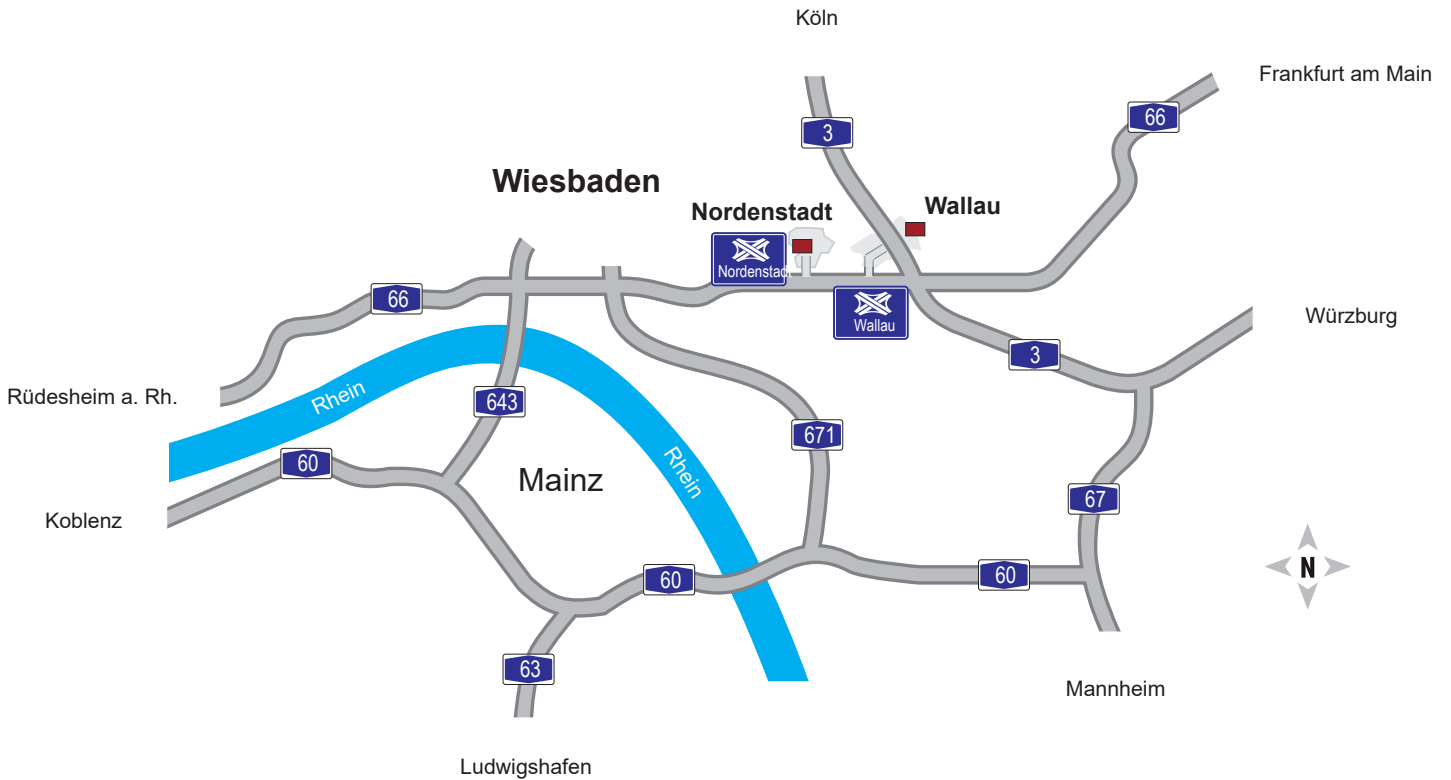 Köln
Frankfurt am Main
66
3
Wiesbaden
Nordenstadt
Wallau
Nordenstadt
66
Wallau
Würzburg
3
Rüdesheim a. Rh.
Rhein
643
671
60
Mainz
Rhein
67
Koblenz
60
60
N
63
Mannheim
Ludwigshafen